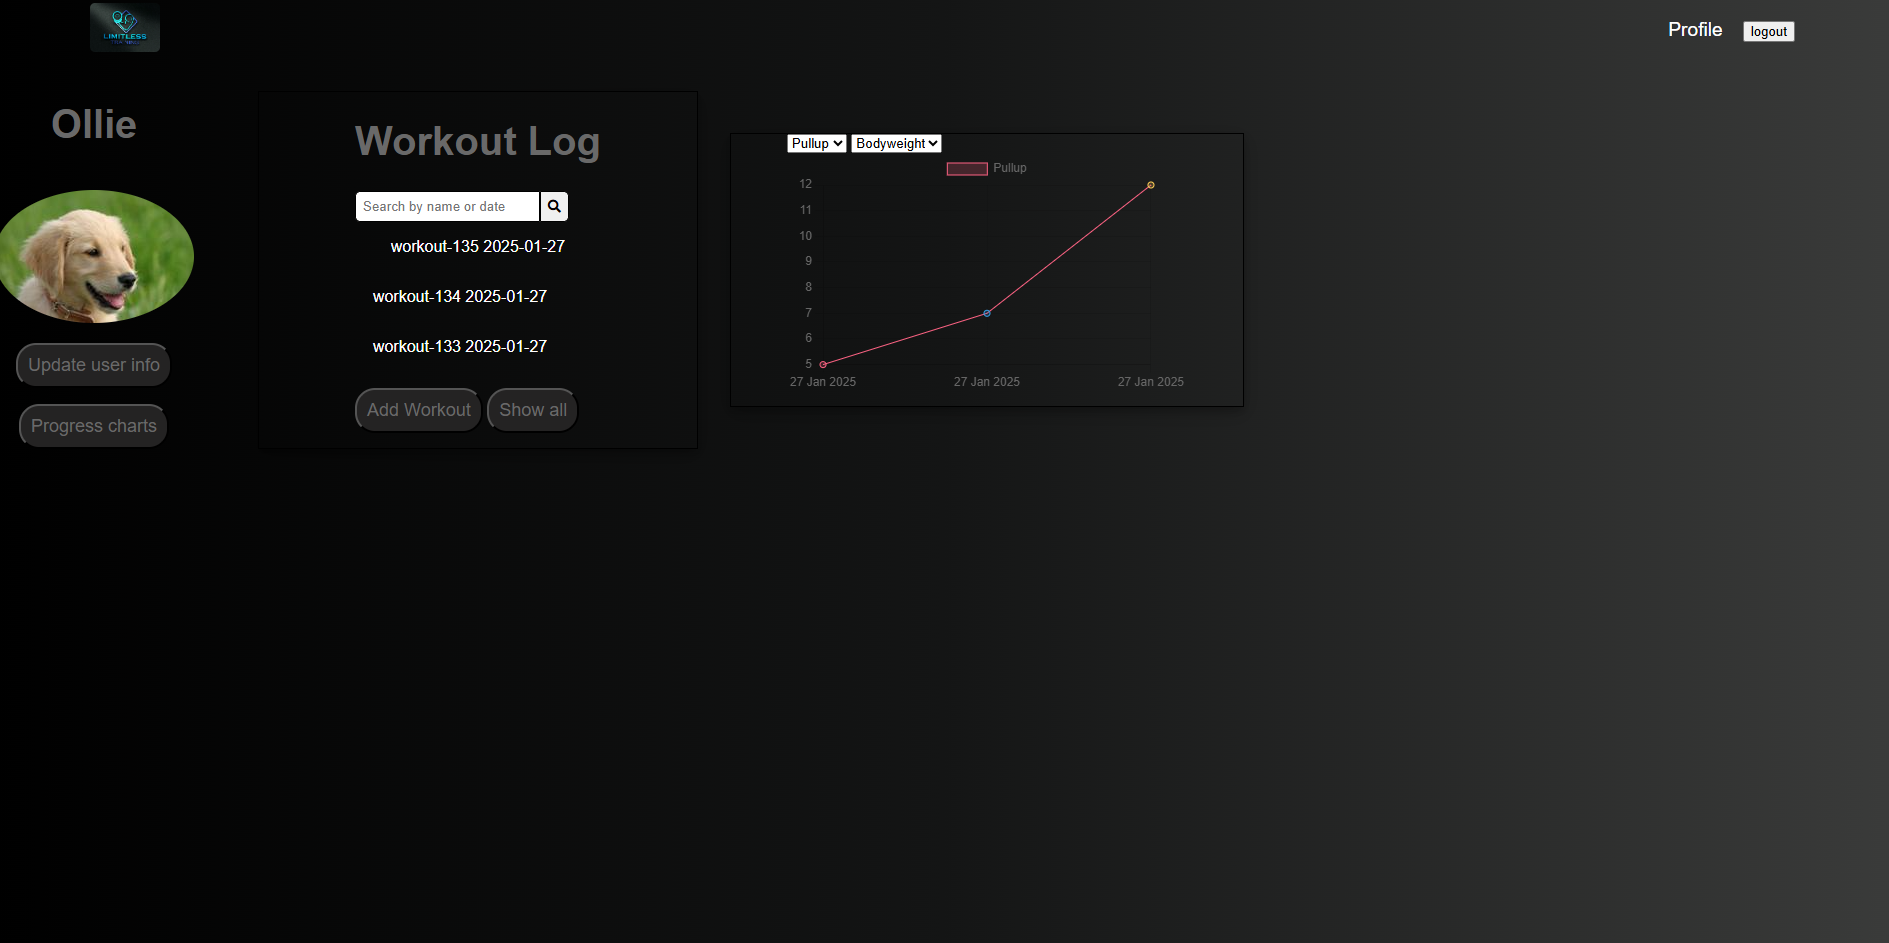 LIMITLESS
Profile
logout
Ollie
Update user info
Progress charts
Workout Log
Search by name or date
workout-135 2025-01-27
workout-134 2025-01-27
workout-133 2025-01-27
Add Workout
Show all
Pullup
Bodyweight
Pullup
12
11
10
9
8
7
6
5
27 Jan 2025
27 Jan 2025
27 Jan 2025